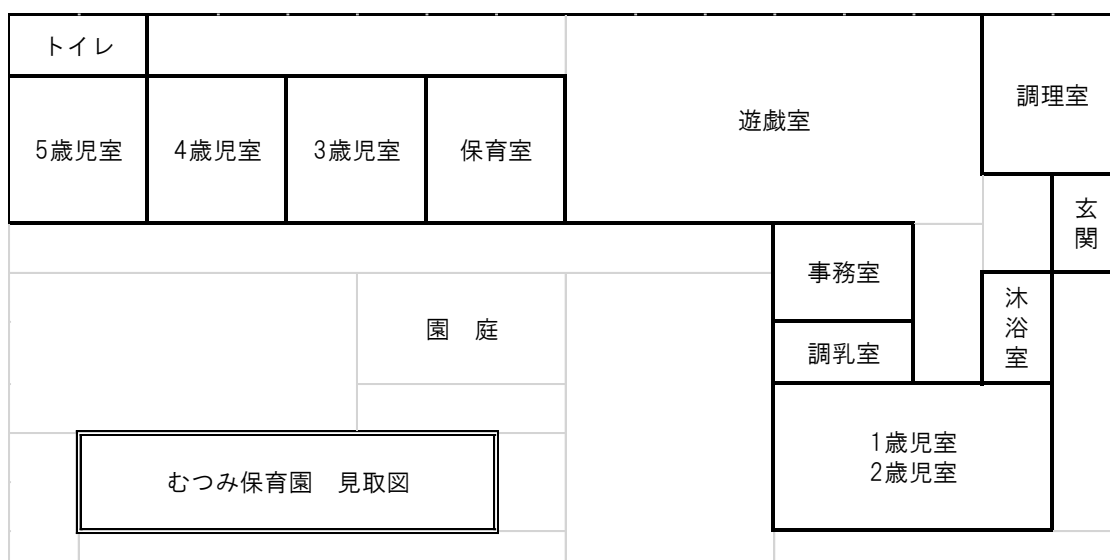 トイレ
5歳児室
4歳児室
3歳児室
保育室
遊戯室
調理室
玄関
事務室
調乳室
沐浴室
園　庭
1歳児室
2歳児室
むつみ保育園　見取図